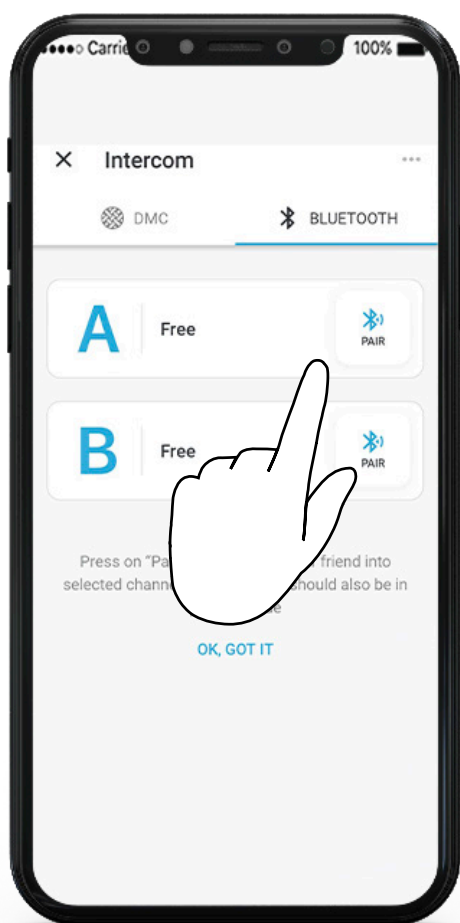 Carrie 100%
Intercom
DMC BLUETOOTH
A Free PAIR
B Free PAIR
Press on “Pa friend into
selected chann should also be in
OK, GOT IT